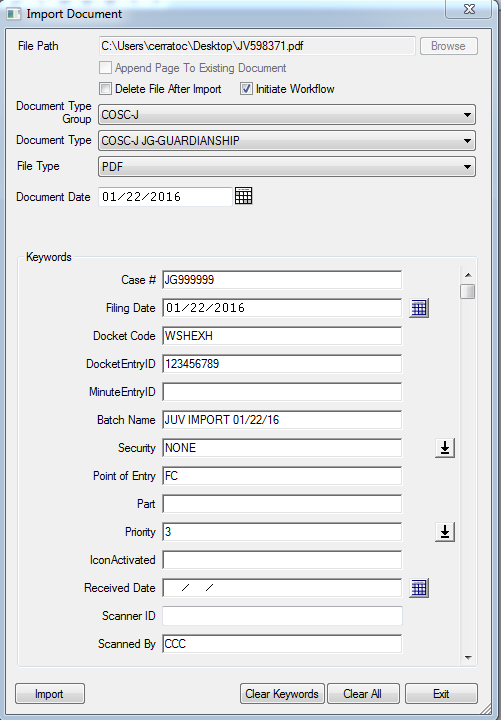 Import Document
File Path C:\Users\cerratoc\Desktop\JV598371.pdf Browse
Append Page To Existing Document
Delete File After Import Initiate Workflow
Document Type Group COSC-J
Document Type COSC-J JG-GUARDIANSHIP
File Type PDF
Document Date 01/22/2016
Keywords
Case # JG999999
Filing Date 01/22/2016
Docket Code WSHEXH
DocketEntryID 123456789
MinuteEntryID
Batch Name JUV IMPORT 01/22/16
Security NONE
Point of Entry FC
Part
Priority 3
IconActivated
Received Date / /
Scanner ID
Scanned By CCC
Import Clear Keywords Clear All Exit